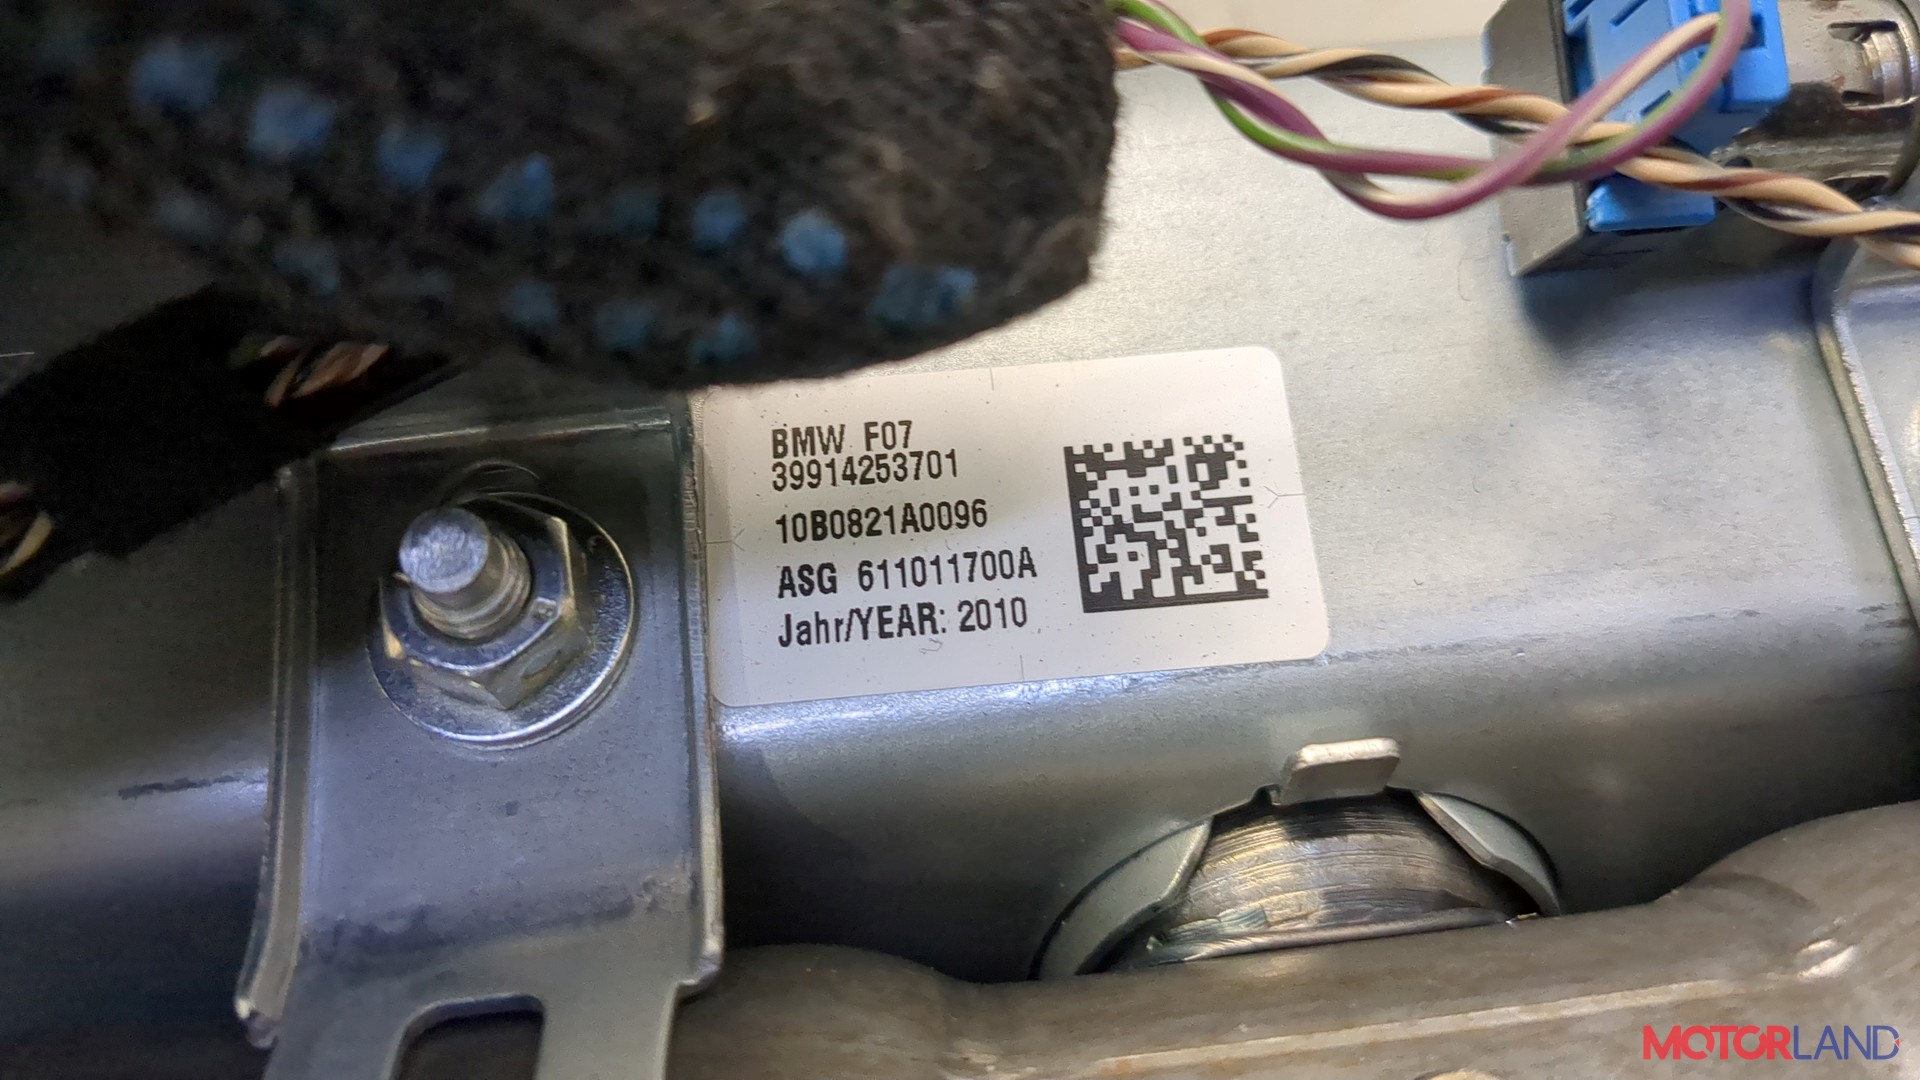 BMW F07
39914253701
10B0821A0096
ASG 611011700A
Jahr/YEAR: 2010
MOTORLAND